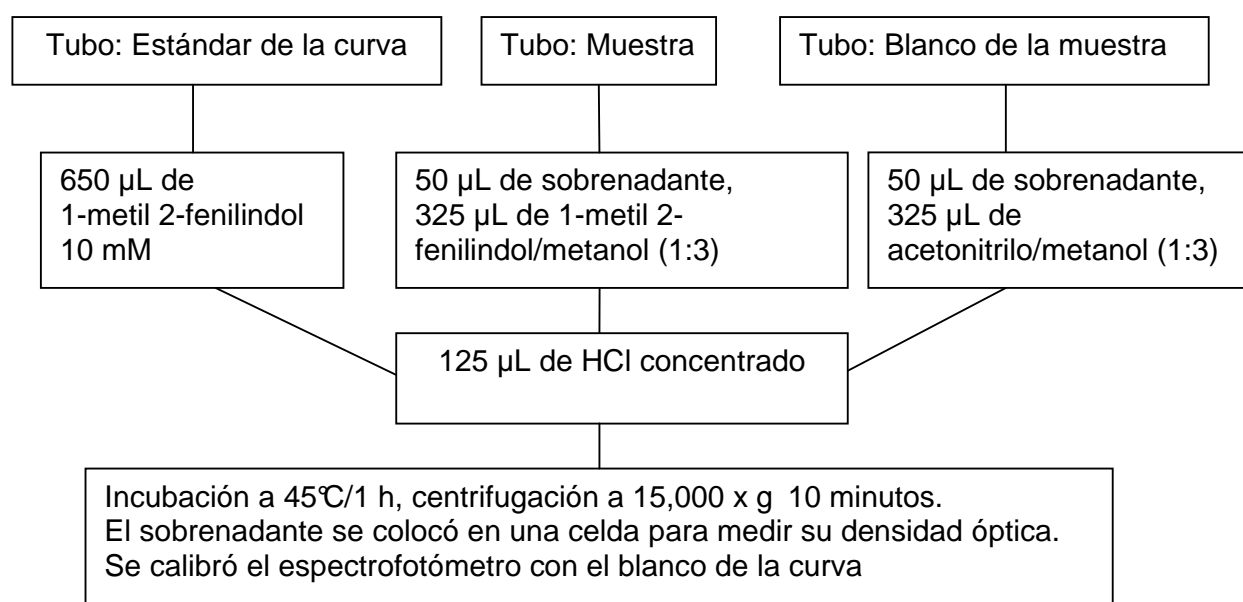 Tubo: Estándar de la curva
Tubo: Muestra
Tubo: Blanco de la muestra
650 µL de
1-metil 2-fenilindol
10 mM
50 µL de sobrenadante,
325 µL de 1-metil 2-
fenilindol/metanol (1:3)
50 µL de sobrenadante,
325 µL de
acetonitrilo/metanol (1:3)
125 µL de HCl concentrado
Incubación a 45℃/1 h, centrifugación a 15,000 x g 10 minutos.
El sobrenadante se colocó en una celda para medir su densidad óptica.
Se calibró el espectrofotómetro con el blanco de la curva